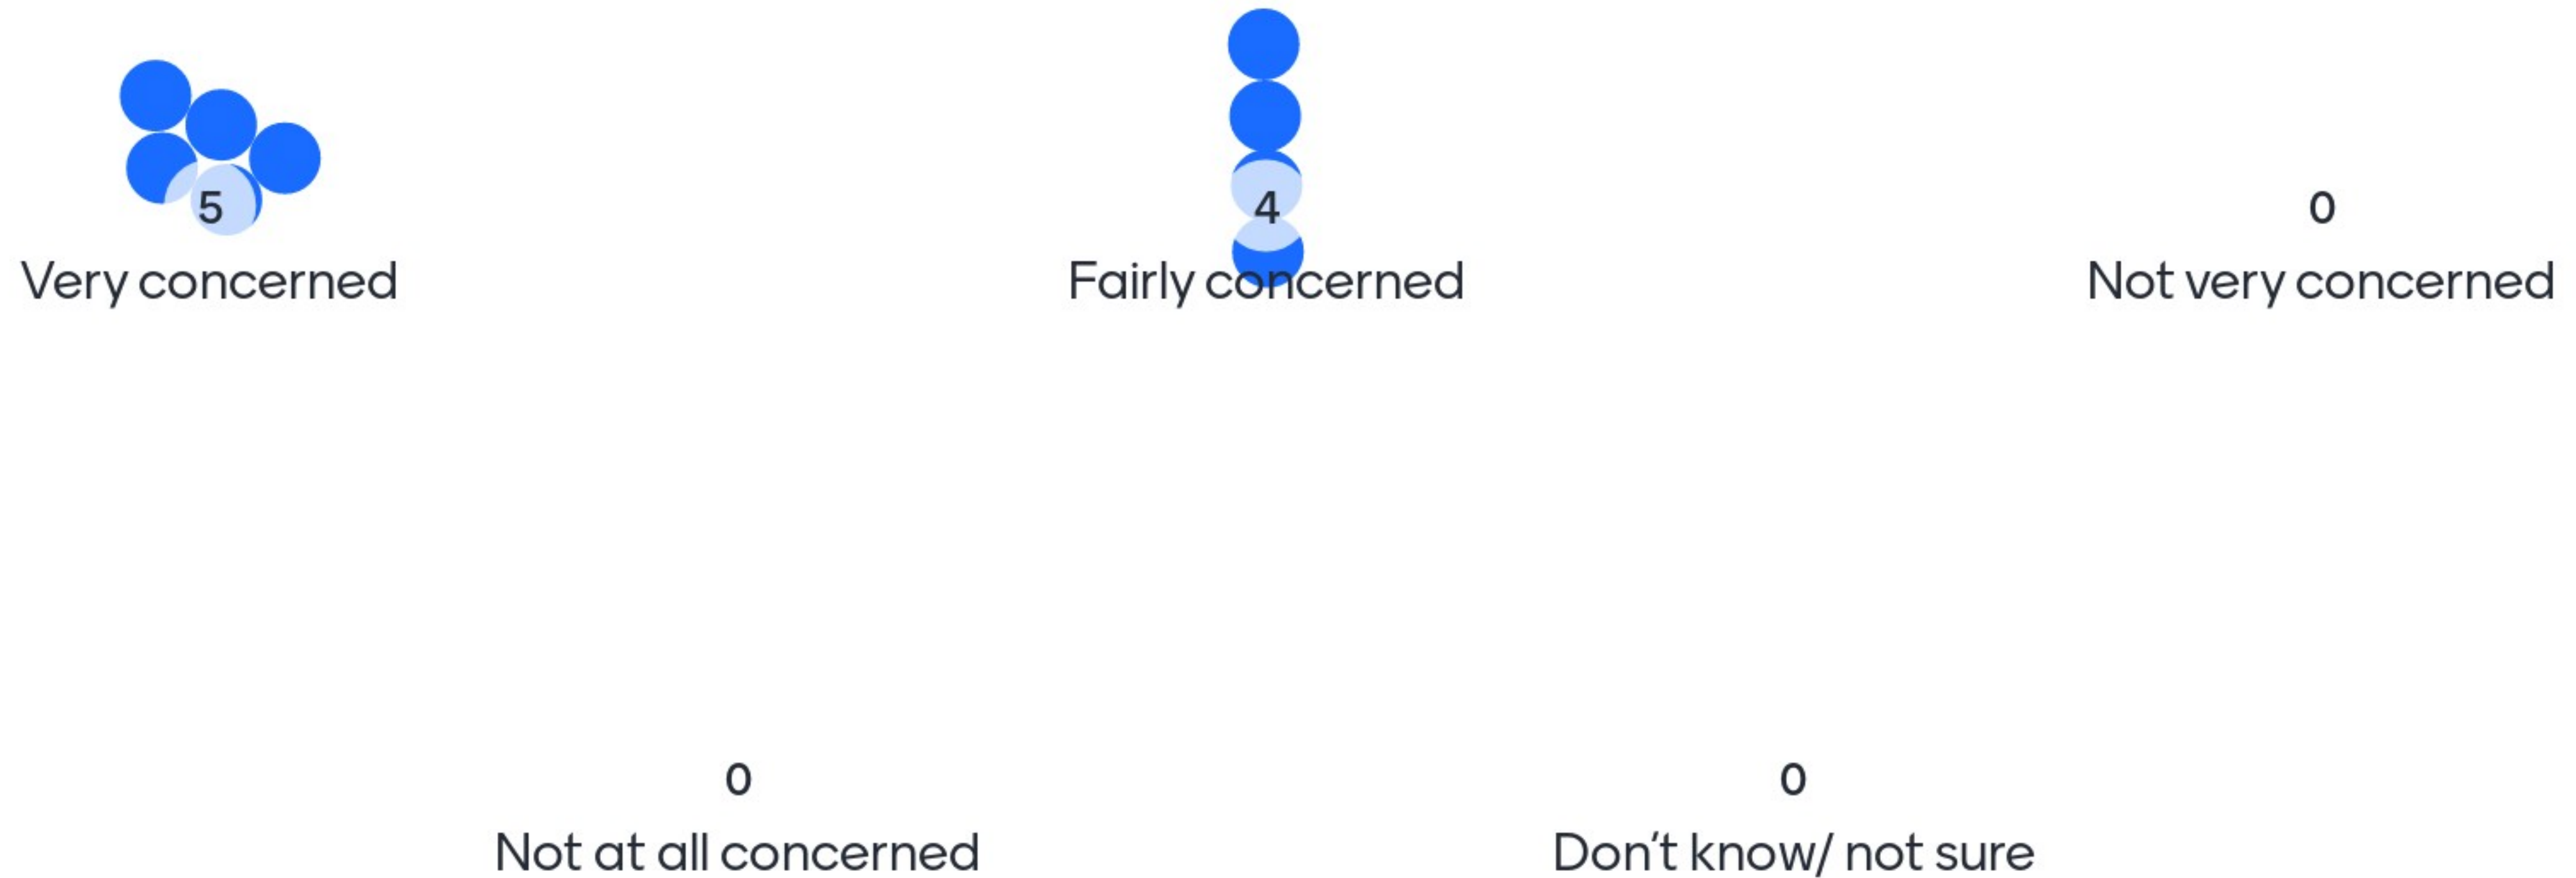 5
Very concerned
4
Fairly concerned
0
Not very concerned
0
Not at all concerned
0
Don’t know/ not sure